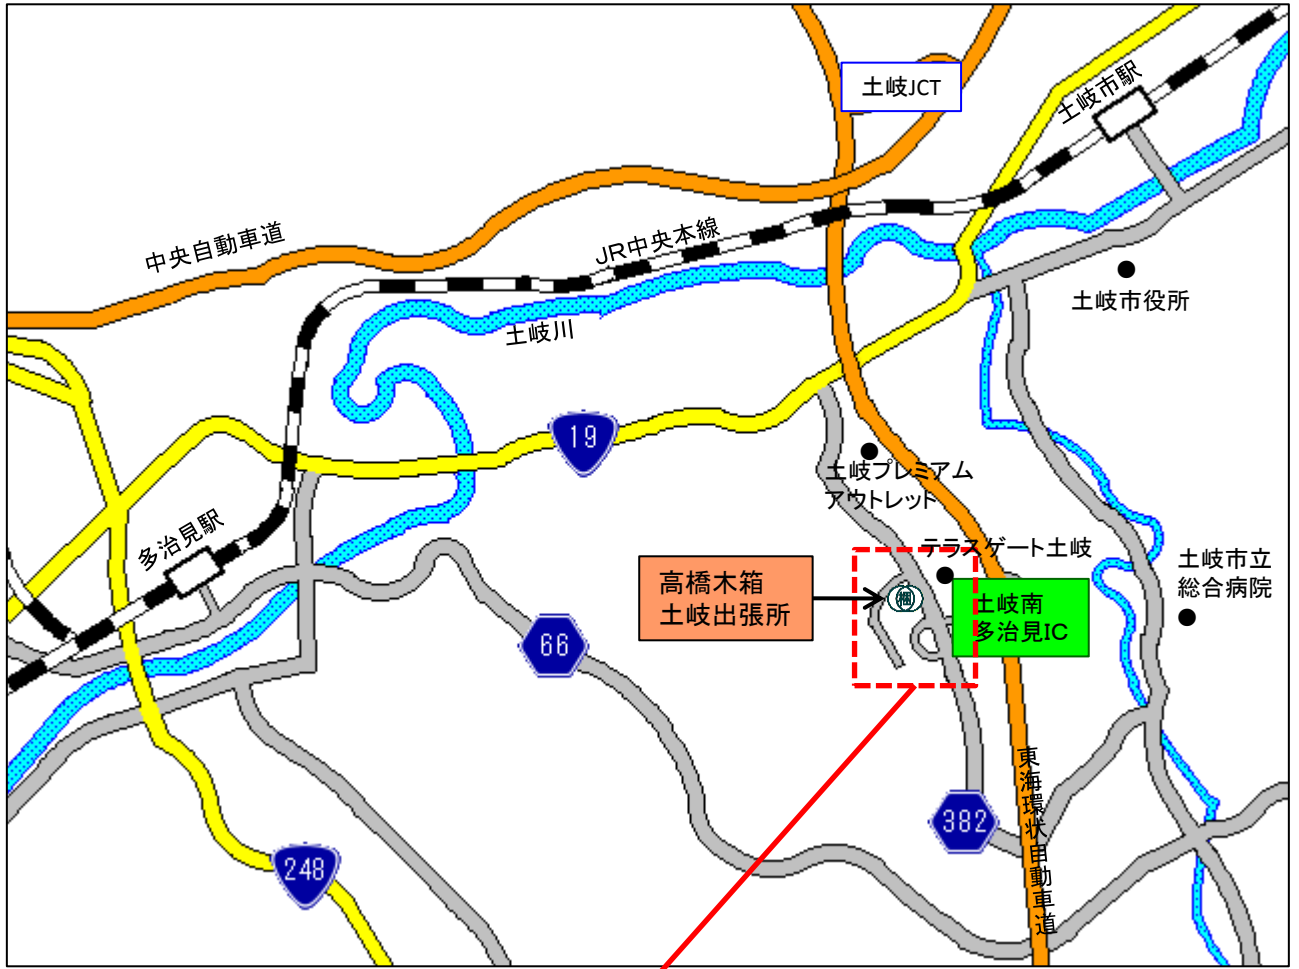 土岐JCT
土岐市駅
中央自動車道
JR中央本線
土岐市役所
土岐川
19
土岐プレミアム
アウトレット
多治見駅
テラスゲート土岐
高橋木箱
土岐出張所
土岐南
多治見IC
土岐市立
総合病院
66
東海環状自動車道
382
248